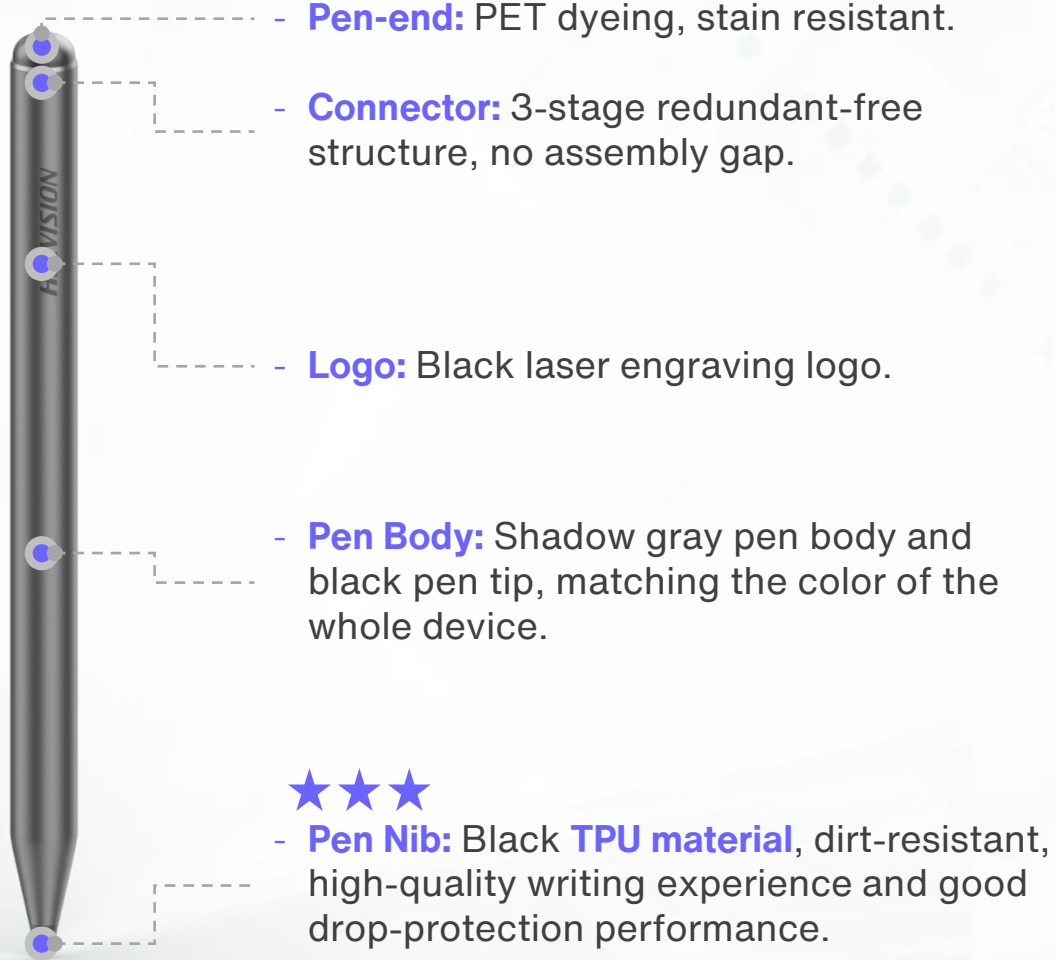 - Pen-end: PET dyeing, stain resistant.
- Connector: 3-stage redundant-free
structure, no assembly gap.
- Logo: Black laser engraving logo.
- Pen Body: Shadow gray pen body and
black pen tip, matching the color of the
whole device.
★★★
- Pen Nib: Black TPU material, dirt-resistant,
high-quality writing experience and good
drop-protection performance.